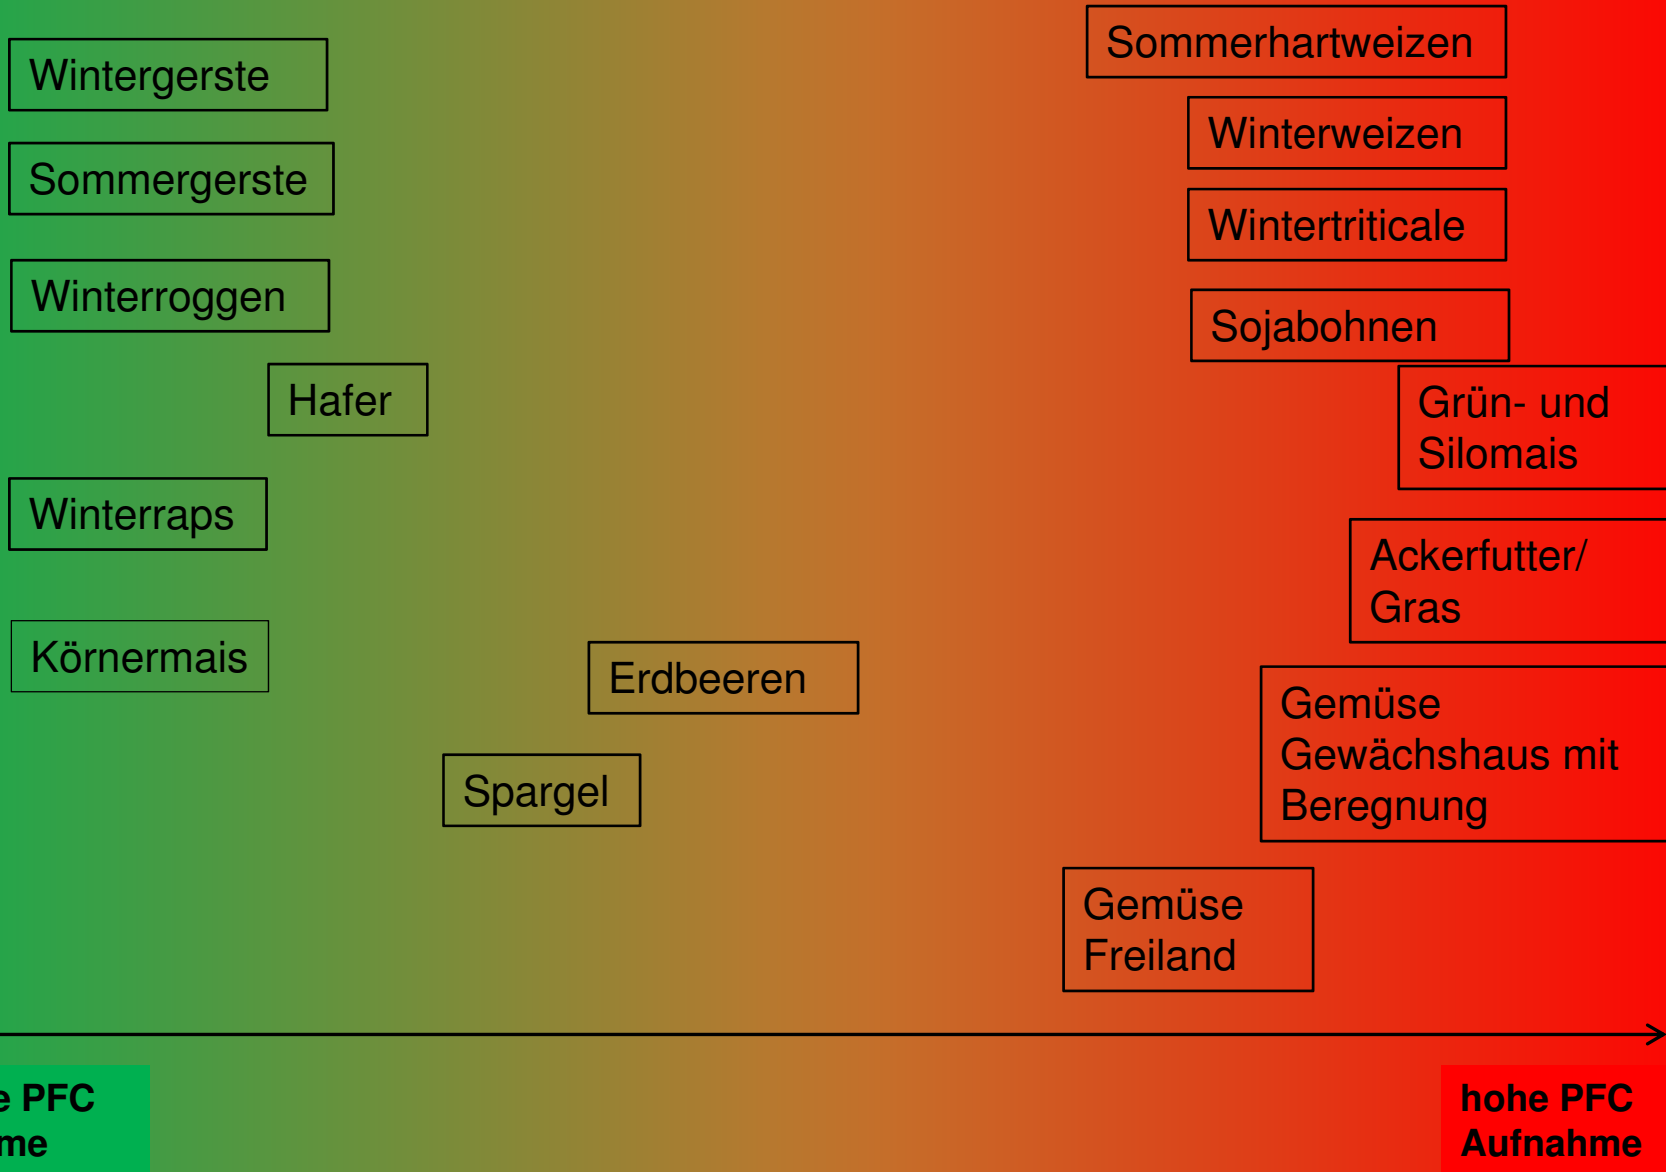 Sommerhartweizen
Wintergerste
Winterweizen
Sommergerste
Wintertriticale
Winterroggen
Sojabohnen
Hafer
Grün- und
Silomais
Winterraps
Ackerfutter/
Gras
Körnermais
Erdbeeren
Gemüse
Gewächshaus mit
Beregnung
Spargel
Gemüse
Freiland
e PFC
me
hohe PFC
Aufnahme